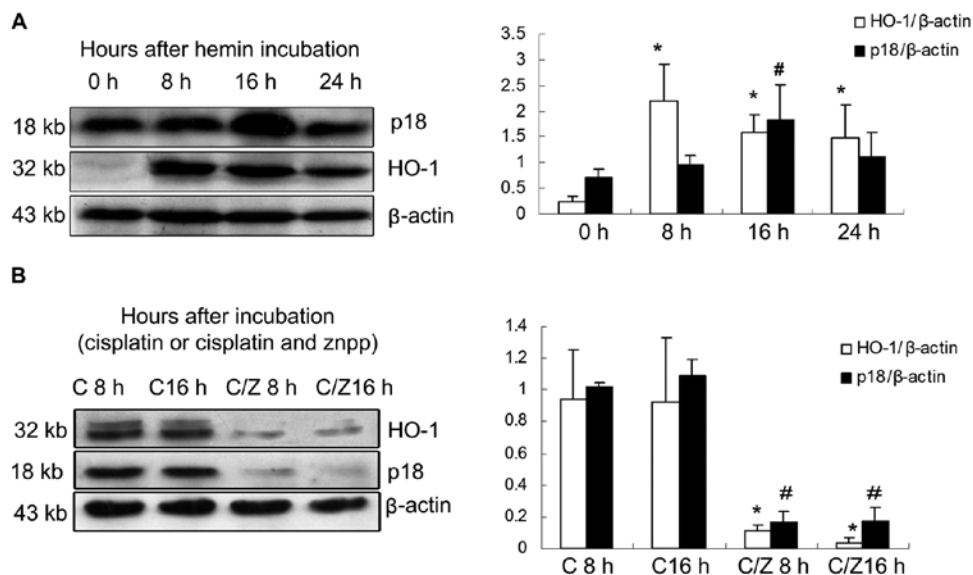 A
Hours after hemin incubation
0 h 8 h 16 h 24 h
18 kb p18
32 kb HO-1
43 kb β-actin
HO-1/β-actin
p18/β-actin
3.5
3
2.5
2
1.5
1
0.5
0
* # * *
0 h 8 h 16 h 24 h
B
Hours after incubation
(cisplatin or cisplatin and znpp)
C 8 h C16 h C/Z 8 h C/Z16 h
32 kb HO-1
18 kb p18
43 kb β-actin
HO-1/β-actin
p18/β-actin
1.4
1.2
1
0.8
0.6
0.4
0.2
0
* # * #
C 8 h C16 h C/Z 8 h C/Z16 h